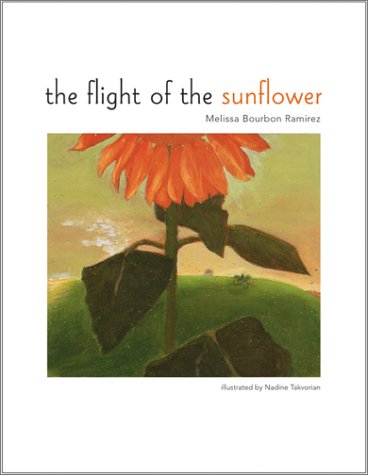 the flight of the sunflower
Melissa Bourbon Ramirez
illustrated by Nadine Takvorian